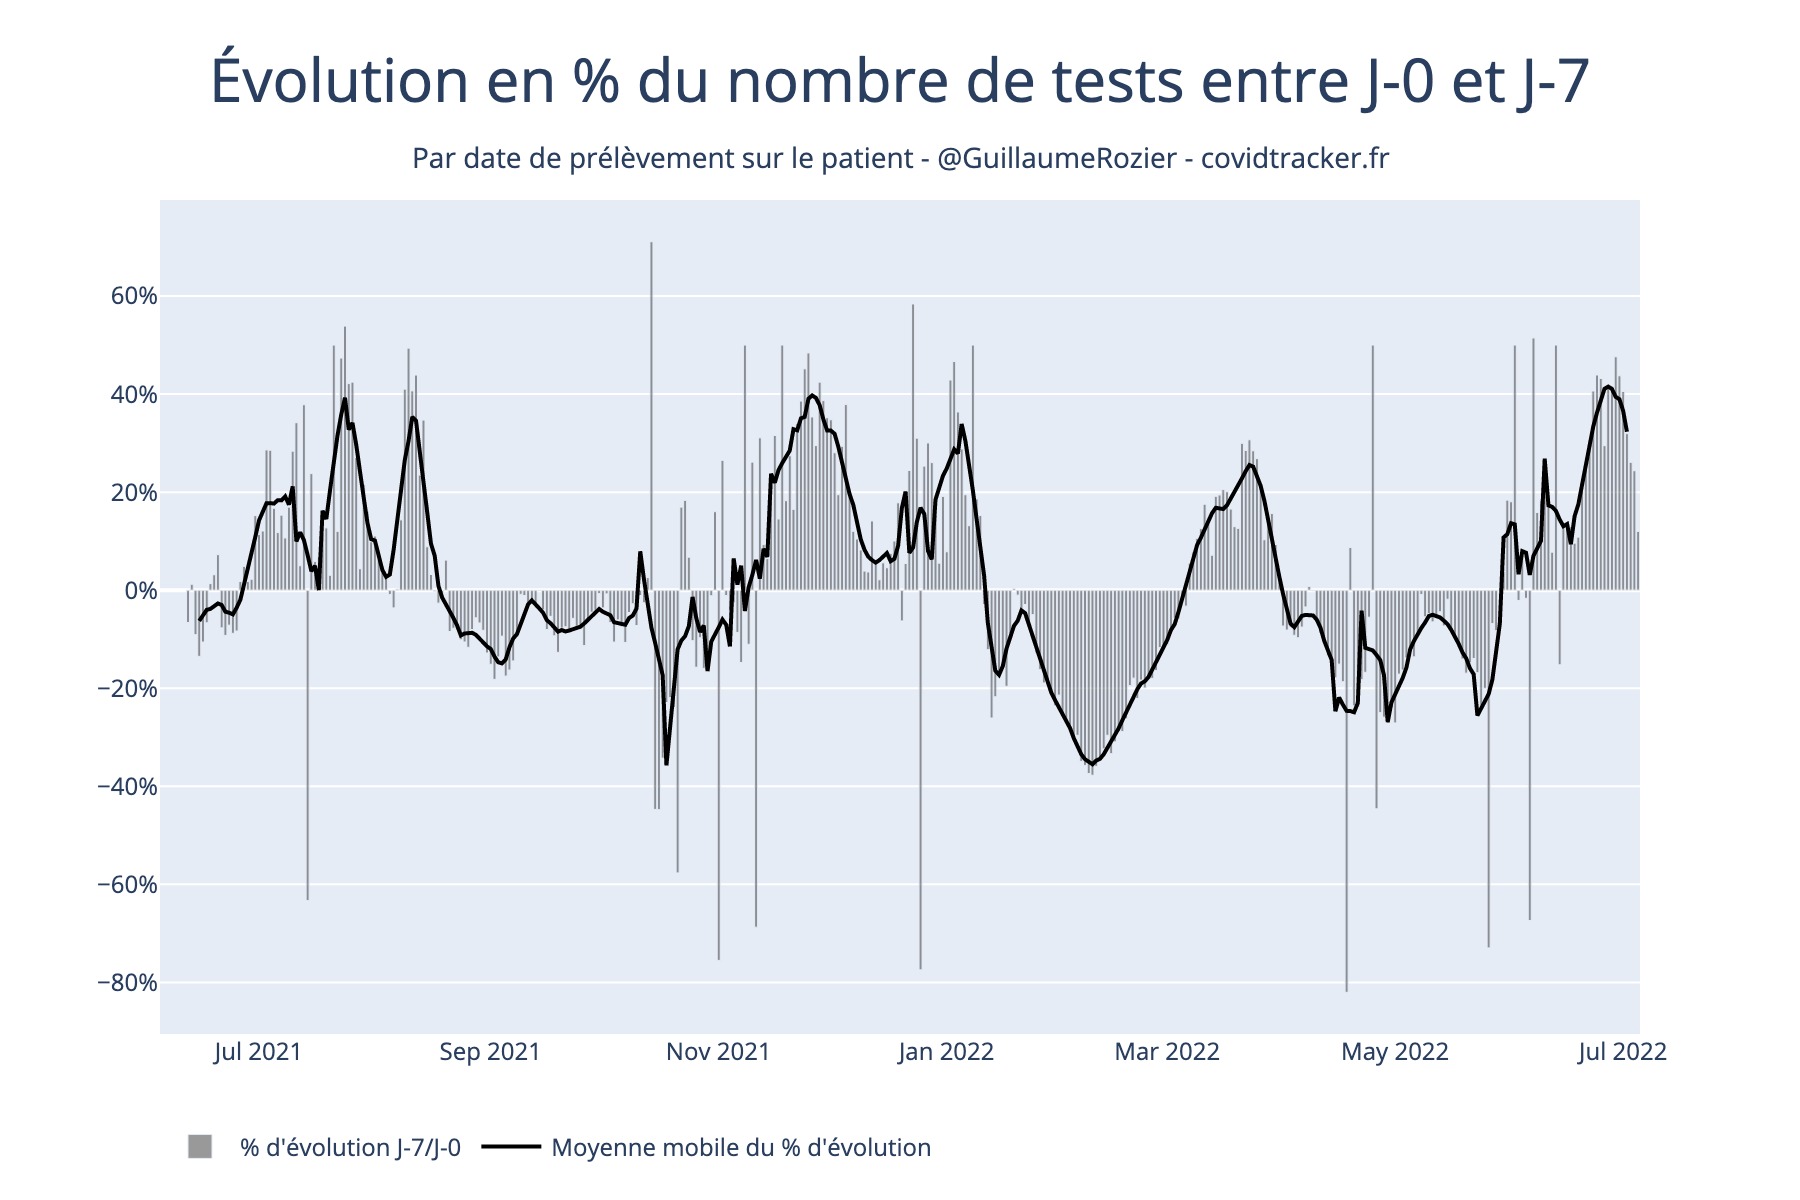 Évolution en % du nombre de tests entre J-0 et J-7
Par date de prélèvement sur le patient - @GuillaumeRozier - covidtracker.fr
60%
40%
20%
0%
−20%
−40%
−60%
−80%
Jul 2021 Sep 2021 Nov 2021 Jan 2022 Mar 2022 May 2022 Jul 2022
% d'évolution J-7/J-0 Moyenne mobile du % d'évolution